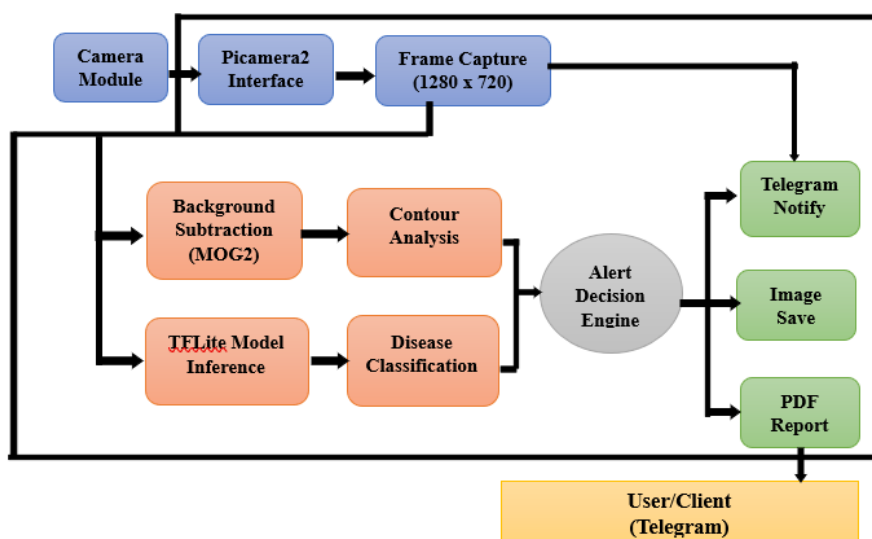 Camera
Module
Picamera2
Interface
Frame Capture
(1280 x 720)
Background
Subtraction
(MOG2)
Contour
Analysis
Telegram
Notify
Alert
Decision
Engine
Image
Save
TFLite Model
Inference
Disease
Classification
PDF
Report
User/Client
(Telegram)